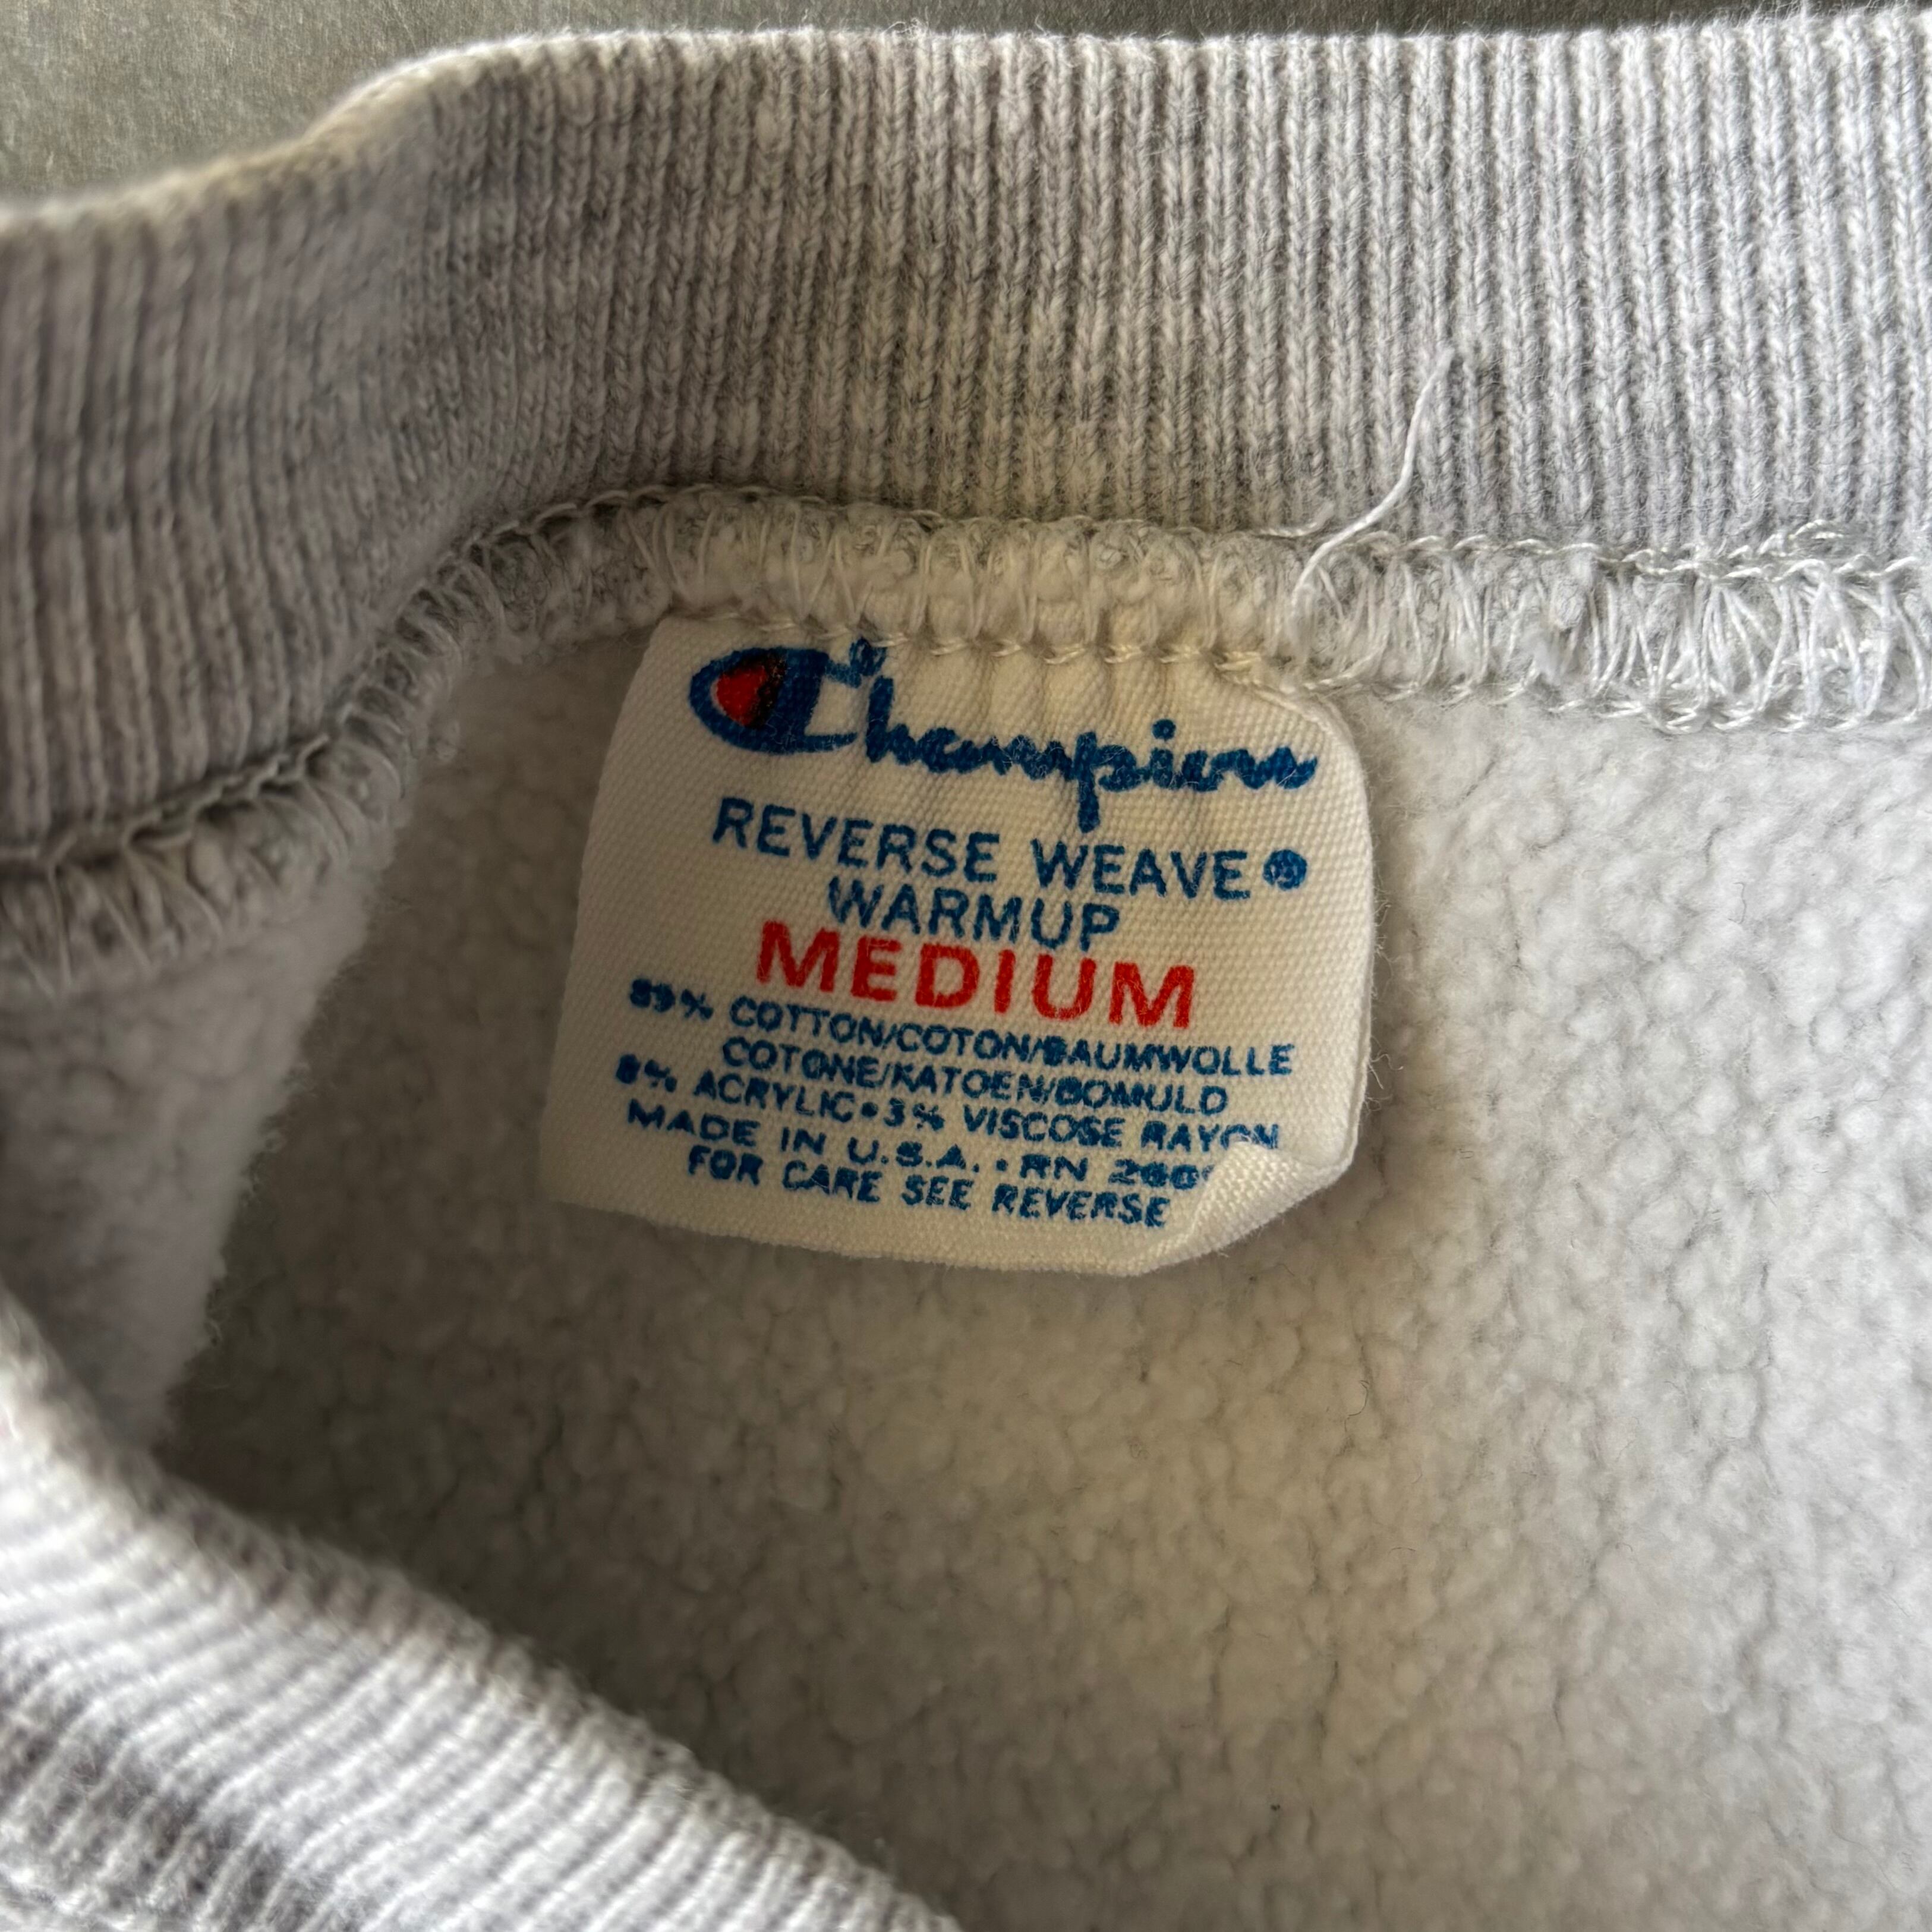 Champion
REVERSE WEAVE®
WARMUP
MEDIUM
89% COTTON/COTON/BAUMWOLLE
COTONE/KATOEN/BOMULD
8% ACRYLIC•3% VISCOSE RAYON
MADE IN U.S.A. • RN
FOR CARE SEE REVERSE